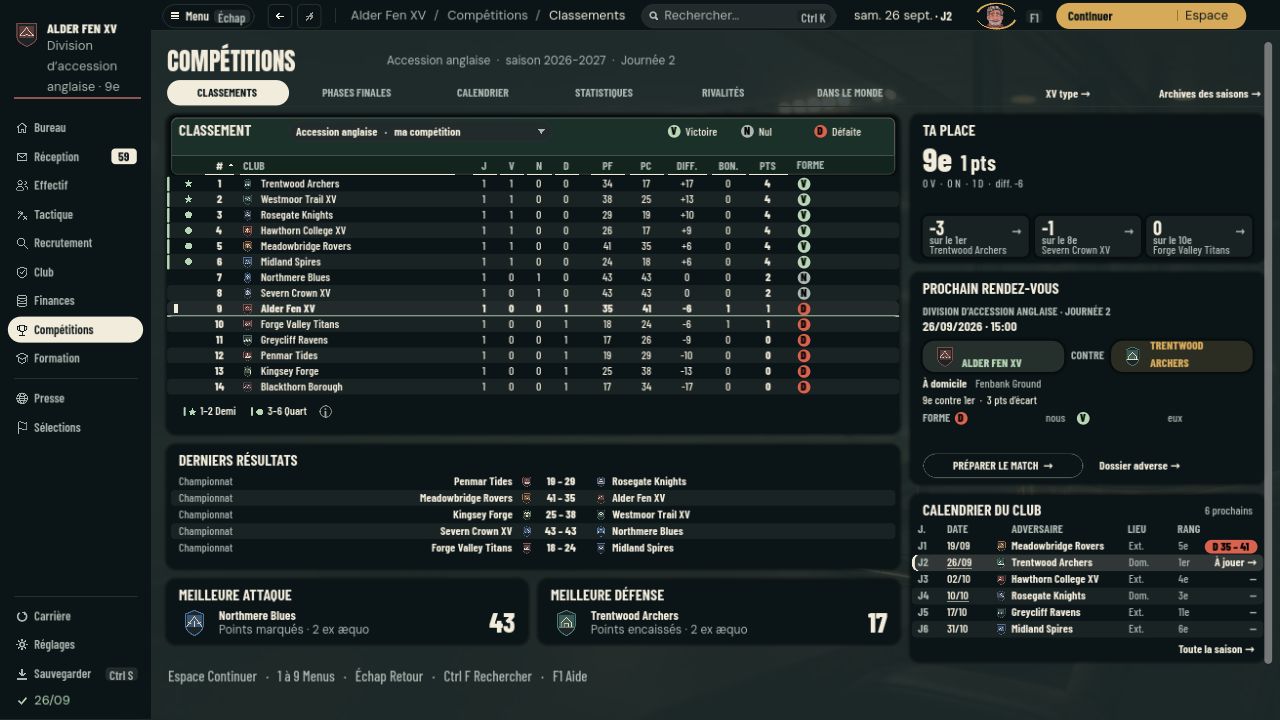 ALDER FEN XV
Division
d'accession
anglaise · 9e
Menu Échap
Alder Fen XV / Compétitions / Classements
Rechercher... Ctrl K
sam. 26 sept. · J2
F1
Continuer | Espace
Bureau
Réception 59
Effectif
Tactique
Recrutement
Club
Finances
Compétitions
Formation
Presse
Sélections
Carrière
Réglages
Sauvegarder Ctrl S
26/09
COMPÉTITIONS
Accession anglaise · saison 2026-2027 · Journée 2
CLASSEMENTS PHASES FINALES CALENDRIER STATISTIQUES RIVALITÉS DANS LE MONDE XV type → Archives des saisons →
CLASSEMENT Accession anglaise · ma compétition V Victoire N Nul D Défaite
# CLUB J V N D PF PC DIFF. BON. PTS FORME
1 Trentwood Archers 1 1 0 0 34 17 +17 0 4 V
2 Westmoor Trail XV 1 1 0 0 38 25 +13 0 4 V
3 Rosegate Knights 1 1 0 0 29 19 +10 0 4 V
4 Hawthorn College XV 1 1 0 0 26 17 +9 0 4 V
5 Meadowbridge Rovers 1 1 0 0 41 35 +6 0 4 V
6 Midland Spires 1 1 0 0 24 18 +6 0 4 V
7 Northmere Blues 1 0 1 0 43 43 0 0 2 N
8 Severn Crown XV 1 0 1 0 43 43 0 0 2 N
9 Alder Fen XV 1 0 0 1 35 41 -6 1 1 D
10 Forge Valley Titans 1 0 0 1 18 24 -6 1 1 D
11 Greycliff Ravens 1 0 0 1 17 26 -9 0 0 D
12 Penmar Tides 1 0 0 1 19 29 -10 0 0 D
13 Kingsey Forge 1 0 0 1 25 38 -13 0 0 D
14 Blackthorn Borough 1 0 0 1 17 34 -17 0 0 D
1-2 Demi 3-6 Quart
DERNIERS RÉSULTATS
Championnat Penmar Tides 19 - 29 Rosegate Knights
Championnat Meadowbridge Rovers 41 - 35 Alder Fen XV
Championnat Kingsey Forge 25 - 38 Westmoor Trail XV
Championnat Severn Crown XV 43 - 43 Northmere Blues
Championnat Forge Valley Titans 18 - 24 Midland Spires
MEILLEURE ATTAQUE
Northmere Blues
Points marqués · 2 ex æquo
43
MEILLEURE DÉFENSE
Trentwood Archers
Points encaissés · 2 ex æquo
17
Espace Continuer · 1 à 9 Menus · Échap Retour · Ctrl F Rechercher · F1 Aide
TA PLACE
9e 1 pts
0 V · 0 N · 1 D · diff. -6
-3 →
sur le 1er
Trentwood Archers
-1 →
sur le 8e
Severn Crown XV
0 →
sur le 10e
Forge Valley Titans
PROCHAIN RENDEZ-VOUS
DIVISION D'ACCESSION ANGLAISE · JOURNÉE 2
26/09/2026 · 15:00
ALDER FEN XV CONTRE TRENTWOOD
ARCHERS
À domicile Fenbank Ground
9e contre 1er · 3 pts d'écart
FORME D nous V eux
PRÉPARER LE MATCH → Dossier adverse →
CALENDRIER DU CLUB 6 prochains
J. DATE ADVERSAIRE LIEU RANG
J1 19/09 Meadowbridge Rovers Ext. 5e D 35 - 41
J2 26/09 Trentwood Archers Dom. 1er À jouer →
J3 02/10 Hawthorn College XV Ext. 4e –
J4 10/10 Rosegate Knights Dom. 3e –
J5 17/10 Greycliff Ravens Ext. 11e –
J6 31/10 Midland Spires Ext. 6e –
Toute la saison →